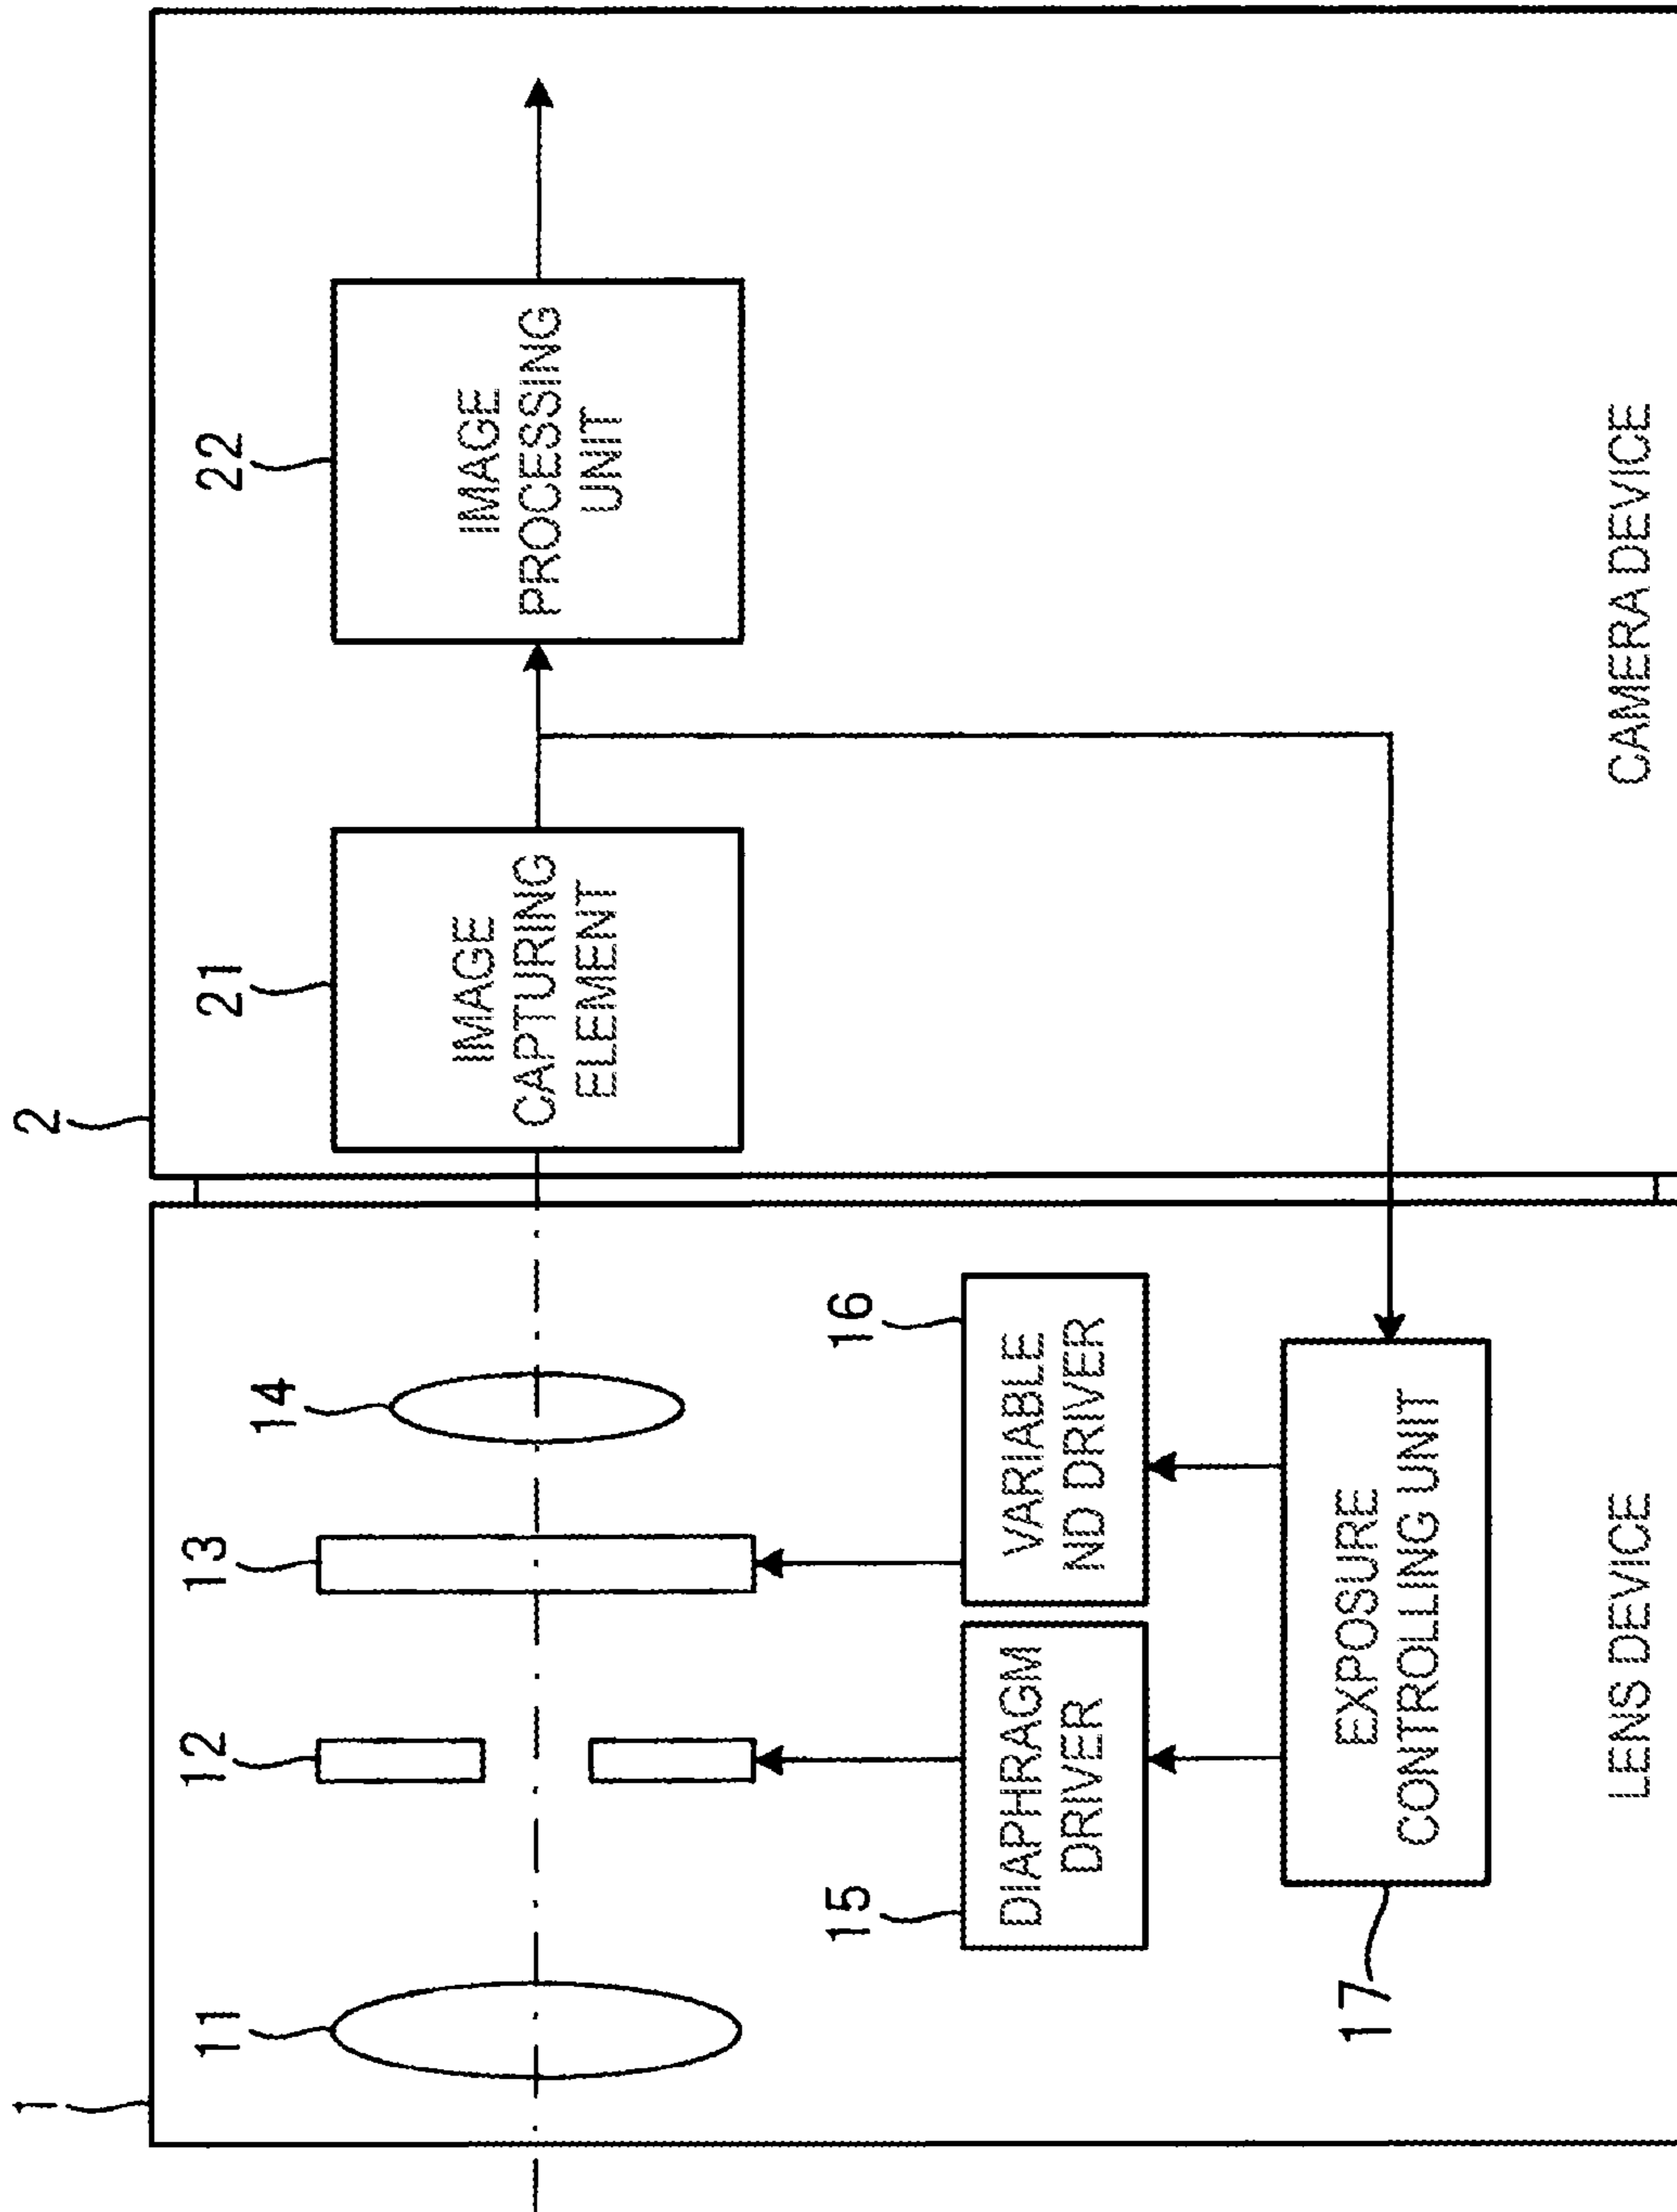 1
2
11
12
13
14
21
IMAGE
CAPTURING
ELEMENT
22
IMAGE
PROCESSING
UNIT
15
DIAPHRAGM
DRIVER
16
VARIABLE
ND DRIVER
17
EXPOSURE
CONTROLLING UNIT
LENS DEVICE
CAMERA DEVICE